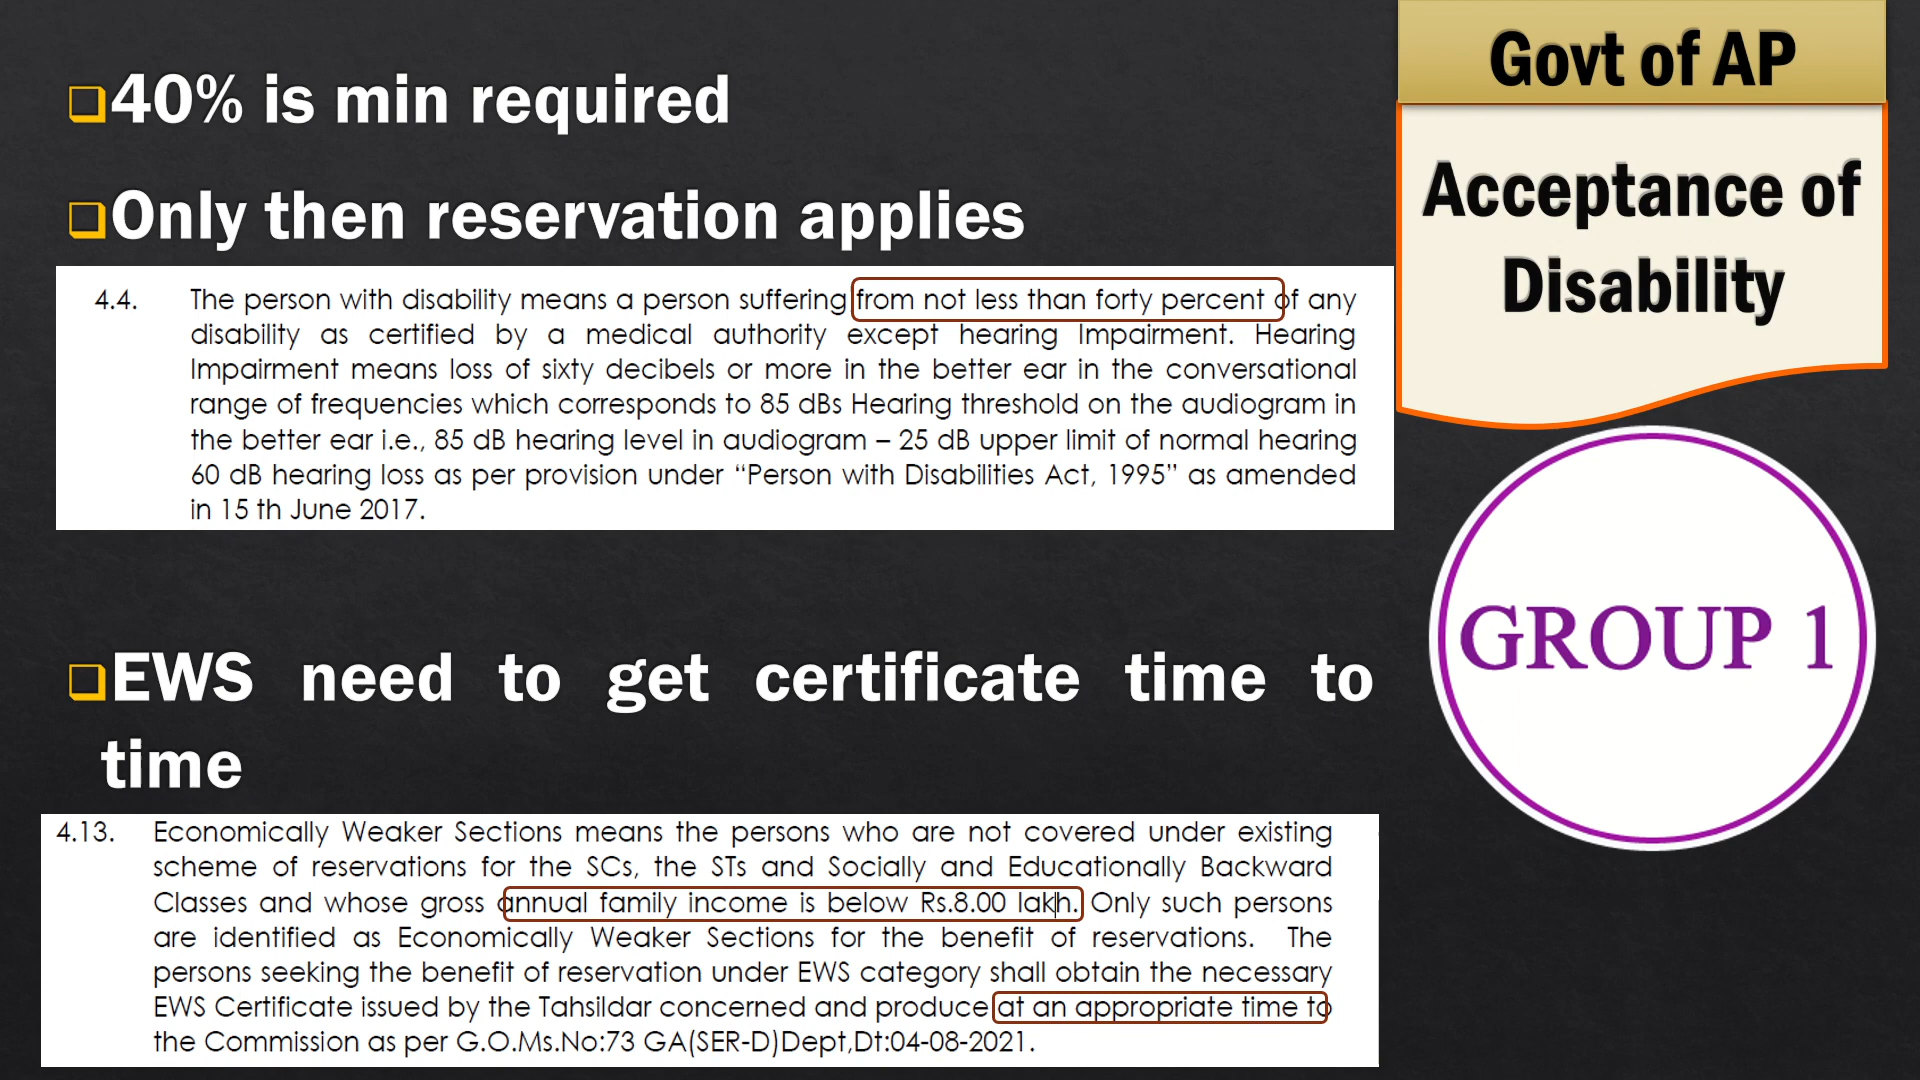 40% is min required
Only then reservation applies
4.4. The person with disability means a person suffering from not less than forty percent of any
disability as certified by a medical authority except hearing Impairment. Hearing
Impairment means loss of sixty decibels or more in the better ear in the conversational
range of frequencies which corresponds to 85 dBs Hearing threshold on the audiogram in
the better ear i.e., 85 dB hearing level in audiogram – 25 dB upper limit of normal hearing
60 dB hearing loss as per provision under “Person with Disabilities Act, 1995” as amended
in 15 th June 2017.
EWS need to get certificate time to
time
4.13. Economically Weaker Sections means the persons who are not covered under existing
scheme of reservations for the SCs, the STs and Socially and Educationally Backward
Classes and whose gross annual family income is below Rs.8.00 lakh. Only such persons
are identified as Economically Weaker Sections for the benefit of reservations. The
persons seeking the benefit of reservation under EWS category shall obtain the necessary
EWS Certificate issued by the Tahsildar concerned and produce at an appropriate time to
the Commission as per G.O.Ms.No:73 GA(SER-D)Dept,Dt:04-08-2021.
Govt of AP
Acceptance of
Disability
GROUP 1